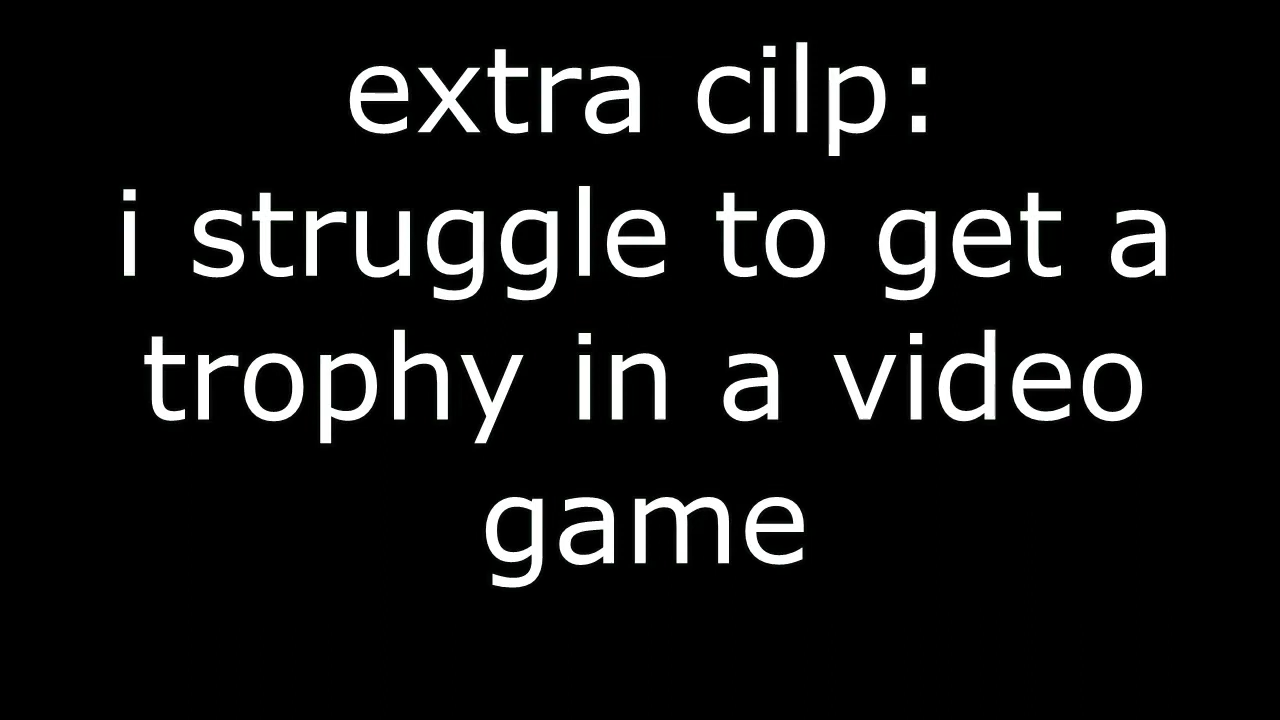 extra cilp:
i struggle to get a
trophy in a video
game